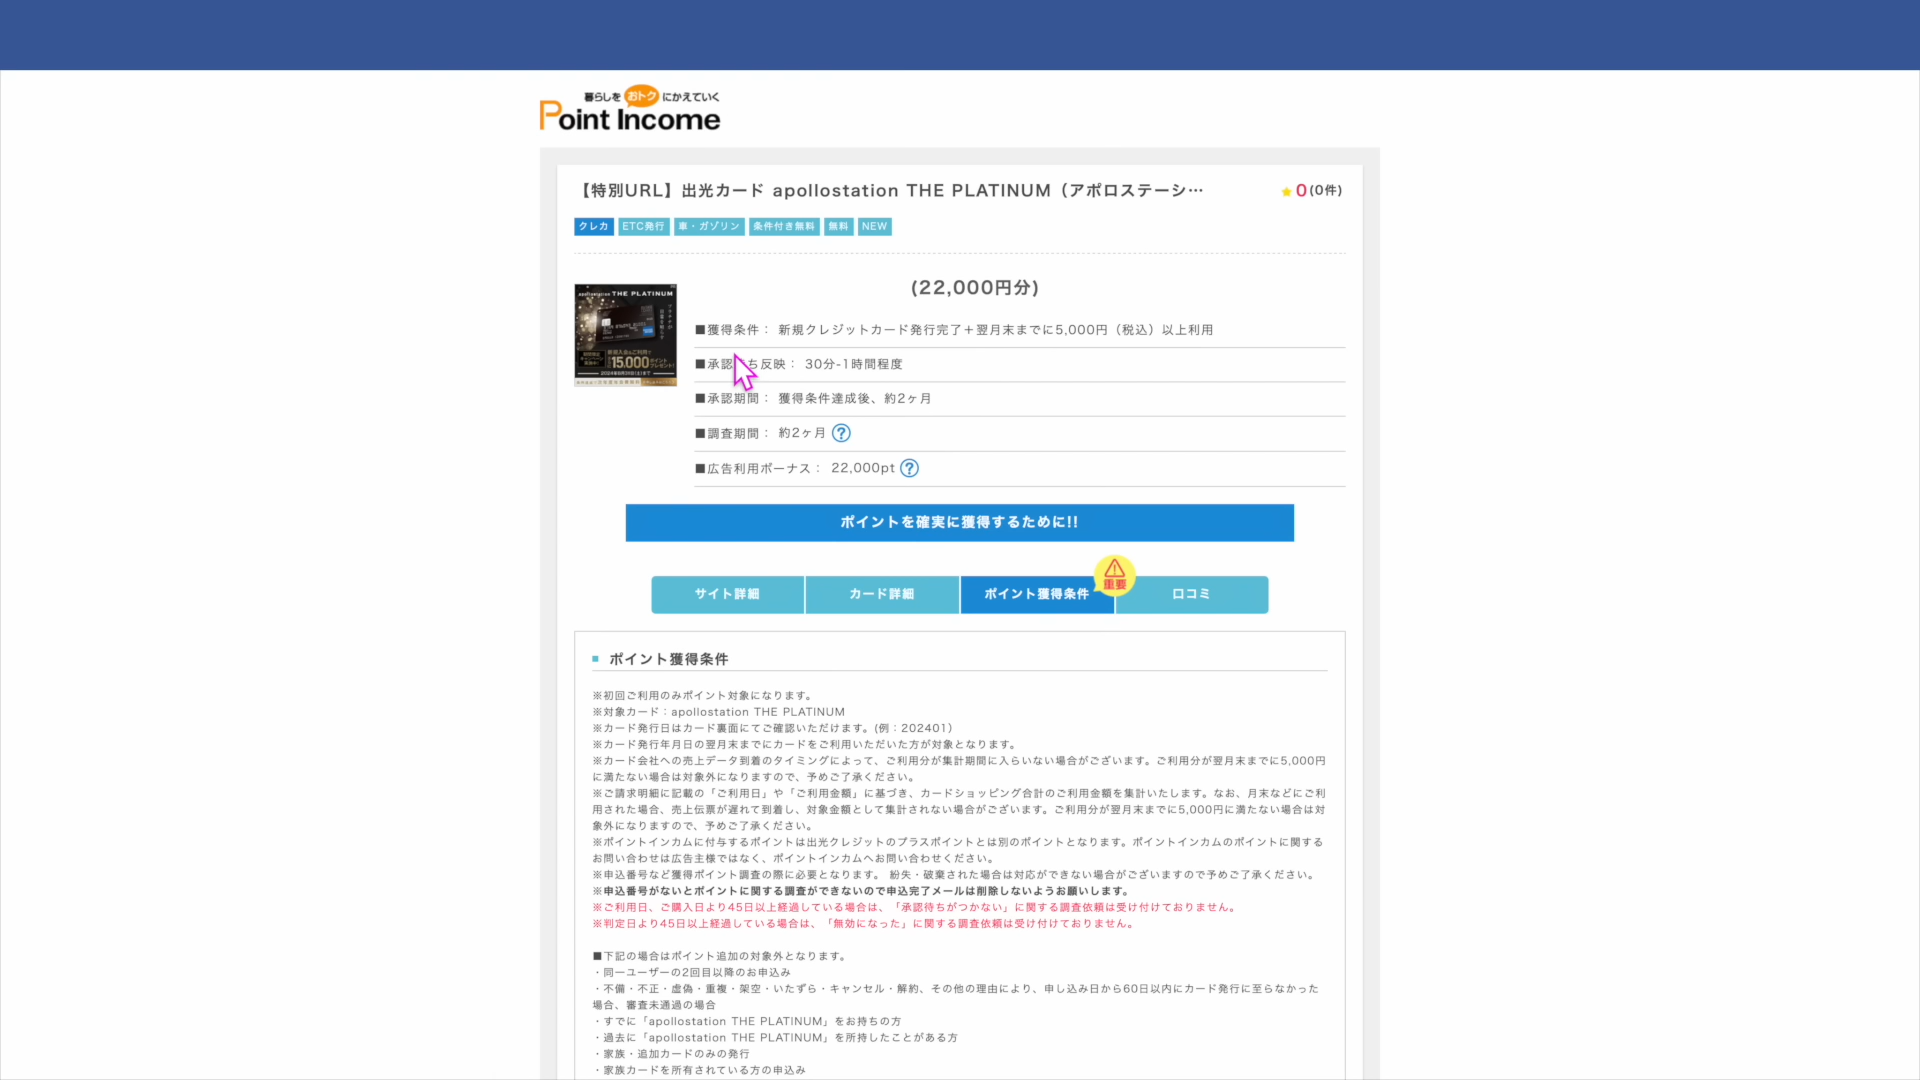 暮らしを おトク にかえていく
Point Income
【特別URL】出光カード apollostation THE PLATINUM（アポロステーシ…
0(0件)
クレカ ETC発行 車・ガソリン 条件付き無料 無料 NEW
(22,000円分)
apollostation THE PLATINUM
15,000
■獲得条件： 新規クレジットカード発行完了＋翌月末までに5,000円（税込）以上利用
■承認待ち反映： 30分-1時間程度
■承認期間： 獲得条件達成後、約2ヶ月
■調査期間： 約2ヶ月 ?
■広告利用ボーナス： 22,000pt ?
ポイントを確実に獲得するために!!
サイト詳細 カード詳細 ポイント獲得条件 重要 口コミ
ポイント獲得条件
※初回ご利用のみポイント対象になります。
※対象カード：apollostation THE PLATINUM
※カード発行日はカード裏面にてご確認いただけます。(例：202401）
※カード発行年月日の翌月末までにカードをご利用いただいた方が対象となります。
※カード会社への売上データ到着のタイミングによって、ご利用分が集計期間に入らいない場合がございます。ご利用分が翌月末までに5,000円
に満たない場合は対象外になりますので、予めご了承ください。
※ご請求明細に記載の「ご利用日」や「ご利用金額」に基づき、カードショッピング合計のご利用金額を集計いたします。なお、月末などにご利
用された場合、売上伝票が遅れて到着し、対象金額として集計されない場合がございます。ご利用分が翌月末までに5,000円に満たない場合は対
象外になりますので、予めご了承ください。
※ポイントインカムに付与するポイントは出光クレジットのプラスポイントとは別のポイントとなります。ポイントインカムのポイントに関する
お問い合わせは広告主様ではなく、ポイントインカムへお問い合わせください。
※申込番号など獲得ポイント調査の際に必要となります。 紛失・破棄された場合は対応ができない場合がございますので予めご了承ください。
※申込番号がないとポイントに関する調査ができないので申込完了メールは削除しないようお願いします。
※ご利用日、ご購入日より45日以上経過している場合は、「承認待ちがつかない」に関する調査依頼は受け付けておりません。
※判定日より45日以上経過している場合は、「無効になった」に関する調査依頼は受け付けておりません。
■下記の場合はポイント追加の対象外となります。
・同一ユーザーの2回目以降のお申込み
・不備・不正・虚偽・重複・架空・いたずら・キャンセル・解約、その他の理由により、申し込み日から60日以内にカード発行に至らなかった
場合、審査未通過の場合
・すでに「apollostation THE PLATINUM」をお持ちの方
・過去に「apollostation THE PLATINUM」を所持したことがある方
・家族・追加カードのみの発行
・家族カードを所有されている方の申込み